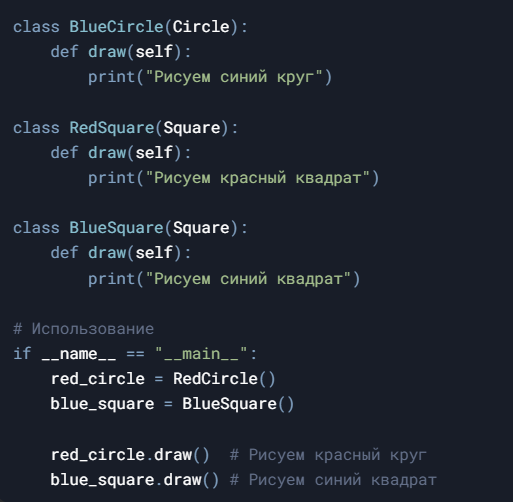 class BlueCircle(Circle):
    def draw(self):
        print("Рисуем синий круг")

class RedSquare(Square):
    def draw(self):
        print("Рисуем красный квадрат")

class BlueSquare(Square):
    def draw(self):
        print("Рисуем синий квадрат")

# Использование
if __name__ == "__main__":
    red_circle = RedCircle()
    blue_square = BlueSquare()

    red_circle.draw()  # Рисуем красный круг
    blue_square.draw() # Рисуем синий квадрат